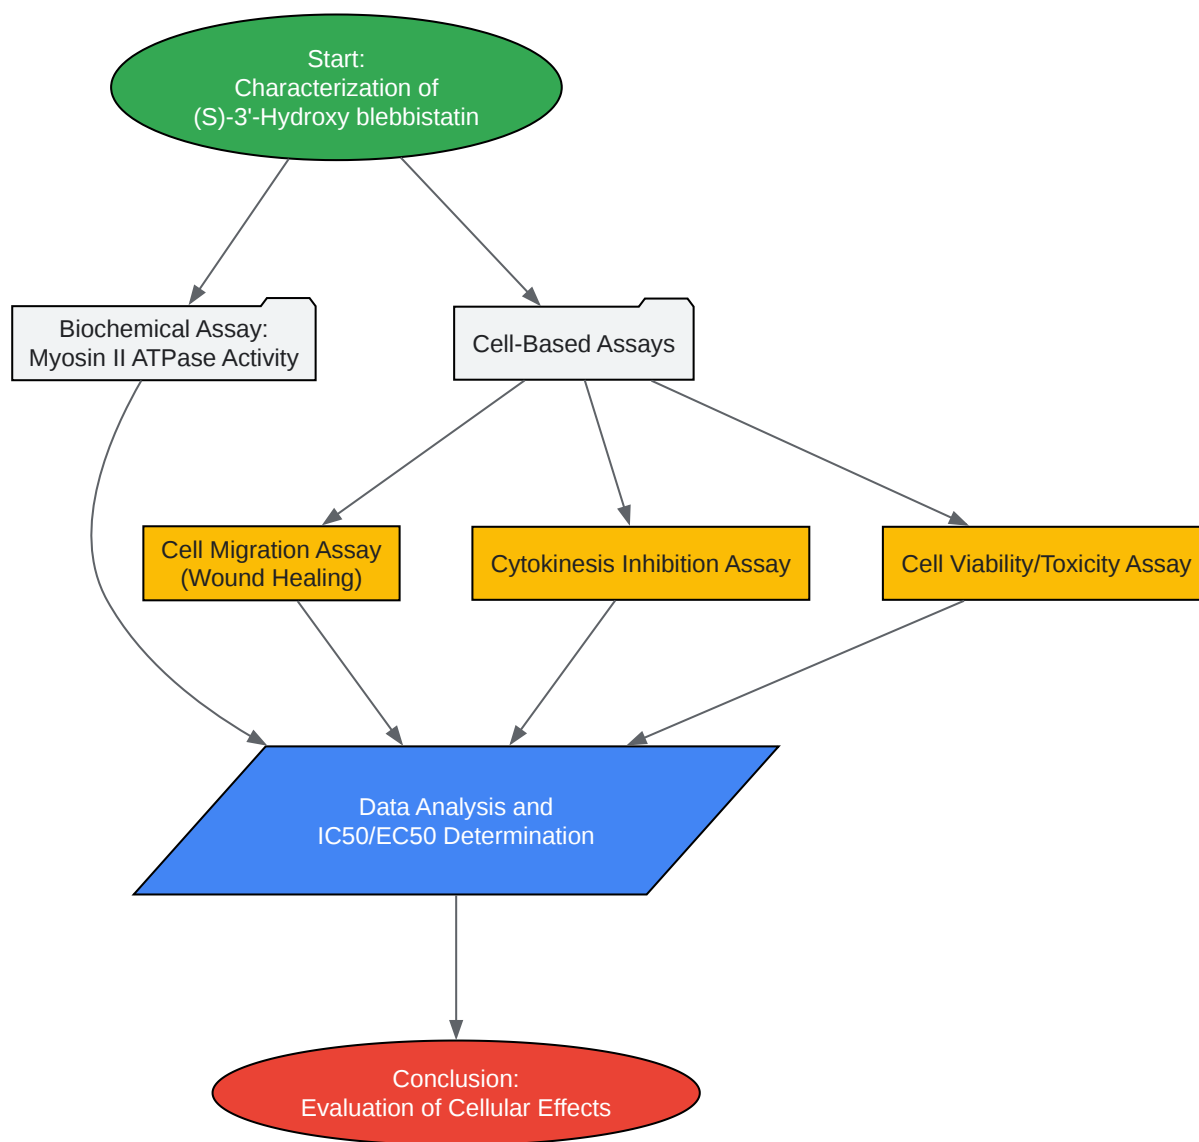 Start:
Characterization of
(S)-3'-Hydroxy blebbistatin
Biochemical Assay:
Myosin II ATPase Activity
Cell-Based Assays
Cell Migration Assay
(Wound Healing)
Cytokinesis Inhibition Assay
Cell Viability/Toxicity Assay
Data Analysis and
IC50/EC50 Determination
Conclusion:
Evaluation of Cellular Effects